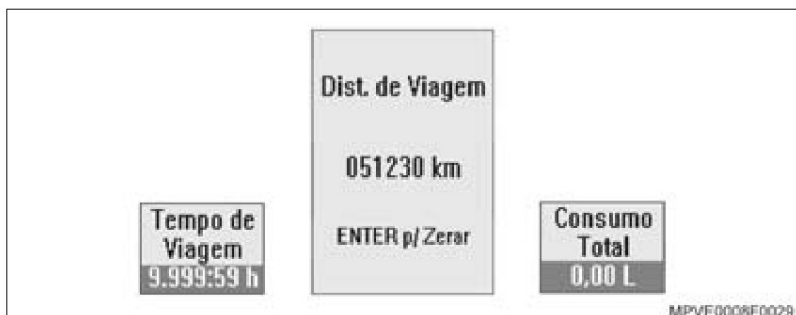 Dist. de Viagem
051230 km
ENTER p/ Zerar
Tempo de
Viagem
9.999:59 h
Consumo
Total
0,00 L
MPVE0008E0029